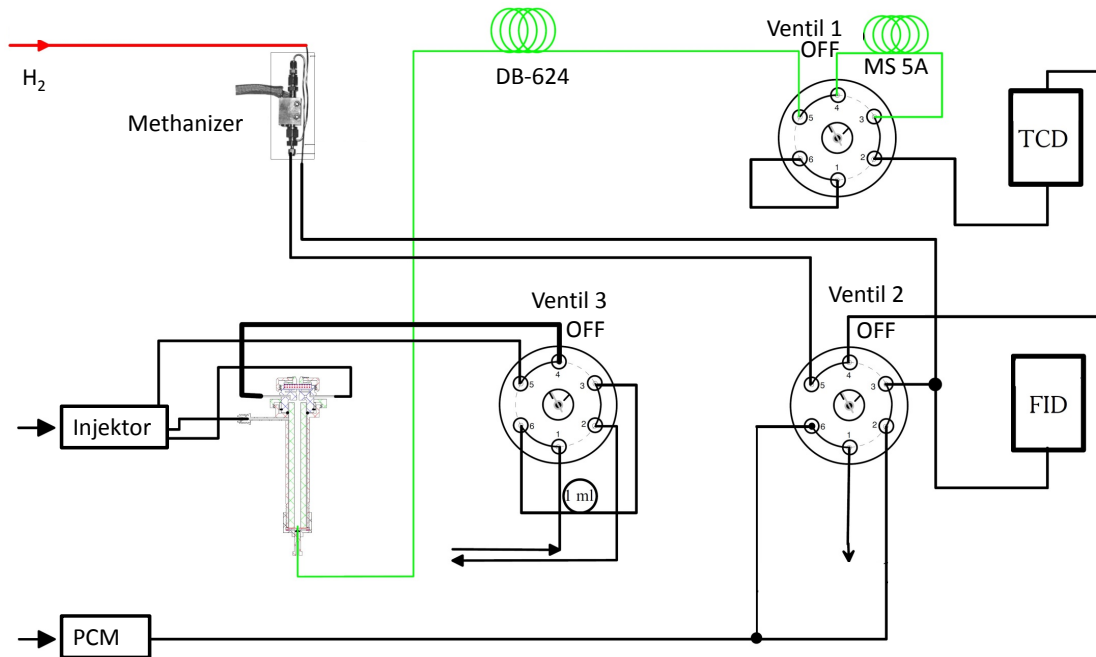 H2
Methanizer
DB-624
Ventil 1
OFF
MS 5A
4
5
3
6
2
1
TCD
Ventil 3
OFF
4
5
3
6
2
1
1 ml
Ventil 2
OFF
4
5
3
6
2
1
FID
Injektor
PCM